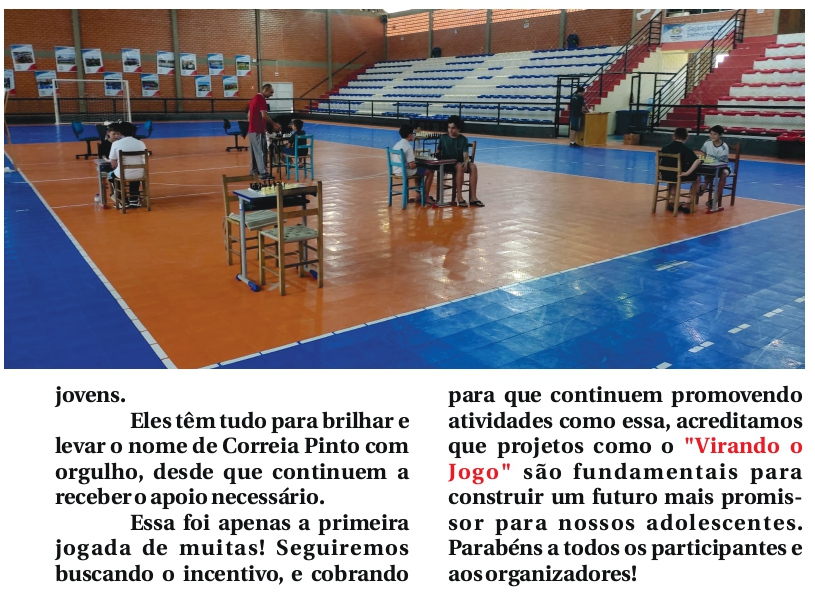 jovens.
Eles têm tudo para brilhar e
levar o nome de Correia Pinto com
orgulho, desde que continuem a
receber o apoio necessário.
Essa foi apenas a primeira
jogada de muitas! Seguiremos
buscando o incentivo, e cobrando
para que continuem promovendo
atividades como essa, acreditamos
que projetos como o "Virando o
Jogo" são fundamentais para
construir um futuro mais promis-
sor para nossos adolescentes.
Parabéns a todos os participantes e
aos organizadores!